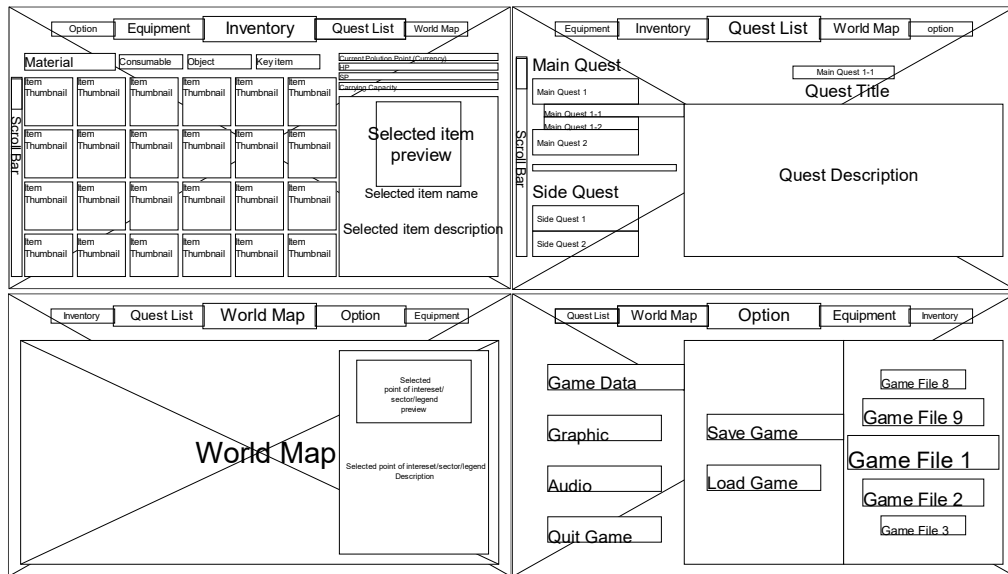 Option
Equipment
Inventory
Quest List
World Map
Material
Consumable
Object
Key item
Current Polution Point (Currency)
HP
SP
Carrying Capacity
Scroll Bar
Item
Thumbnail
Item
Thumbnail
Item
Thumbnail
Item
Thumbnail
Item
Thumbnail
Item
Thumbnail
Item
Thumbnail
Item
Thumbnail
Item
Thumbnail
Item
Thumbnail
Item
Thumbnail
Item
Thumbnail
Item
Thumbnail
Item
Thumbnail
Item
Thumbnail
Item
Thumbnail
Item
Thumbnail
Item
Thumbnail
Item
Thumbnail
Item
Thumbnail
Item
Thumbnail
Item
Thumbnail
Item
Thumbnail
Item
Thumbnail
Selected item
preview
Selected item name
Selected item description
Equipment
Inventory
Quest List
World Map
option
Scroll Bar
Main Quest
Main Quest 1
Main Quest 1-1
Main Quest 1-2
Main Quest 2
Side Quest
Side Quest 1
Side Quest 2
Main Quest 1-1
Quest Title
Quest Description
Inventory
Quest List
World Map
Option
Equipment
World Map
Selected
point of intereset/
sector/legend
preview
Selected point of intereset/sector/legend
Description
Quest List
World Map
Option
Equipment
Inventory
Game Data
Graphic
Audio
Quit Game
Save Game
Load Game
Game File 8
Game File 9
Game File 1
Game File 2
Game File 3